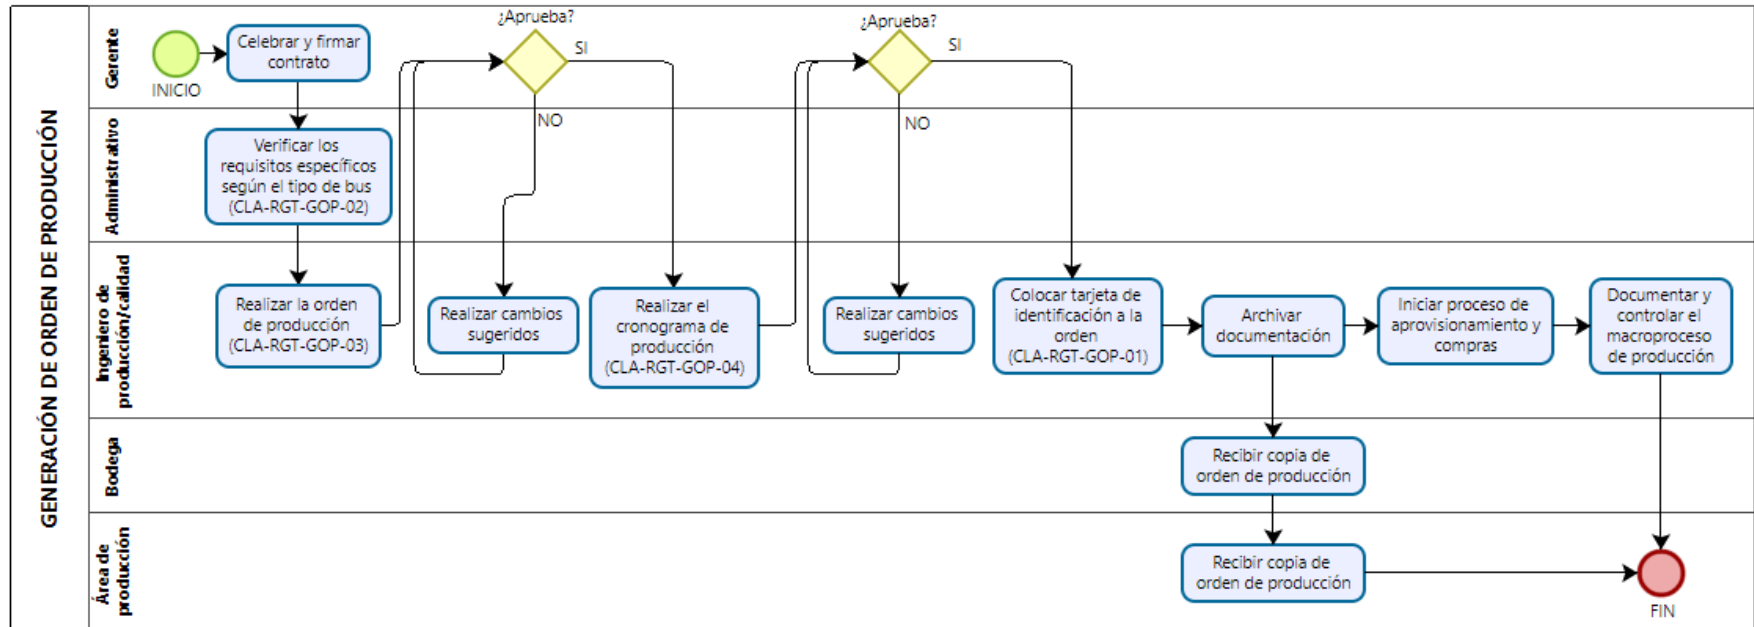 GENERACIÓN DE ORDEN DE PRODUCCIÓN
Gerente
INICIO
Celebrar y firmar
contrato
¿Aprueba?
SI
NO
¿Aprueba?
SI
NO
Administrativo
Verificar los
requisitos específicos
según el tipo de bus
(CLA-RGT-GOP-02)
Ingeniero de
producción/calidad
Realizar la orden
de producción
(CLA-RGT-GOP-03)
Realizar cambios
sugeridos
Realizar el
cronograma de
producción
(CLA-RGT-GOP-04)
Realizar cambios
sugeridos
Colocar tarjeta de
identificación a la
orden
(CLA-RGT-GOP-01)
Archivar
documentación
Iniciar proceso de
aprovisionamiento y
compras
Documentar y
controlar el
macroproceso
de producción
Bodega
Recibir copia de
orden de producción
Área de
producción
Recibir copia de
orden de producción
FIN